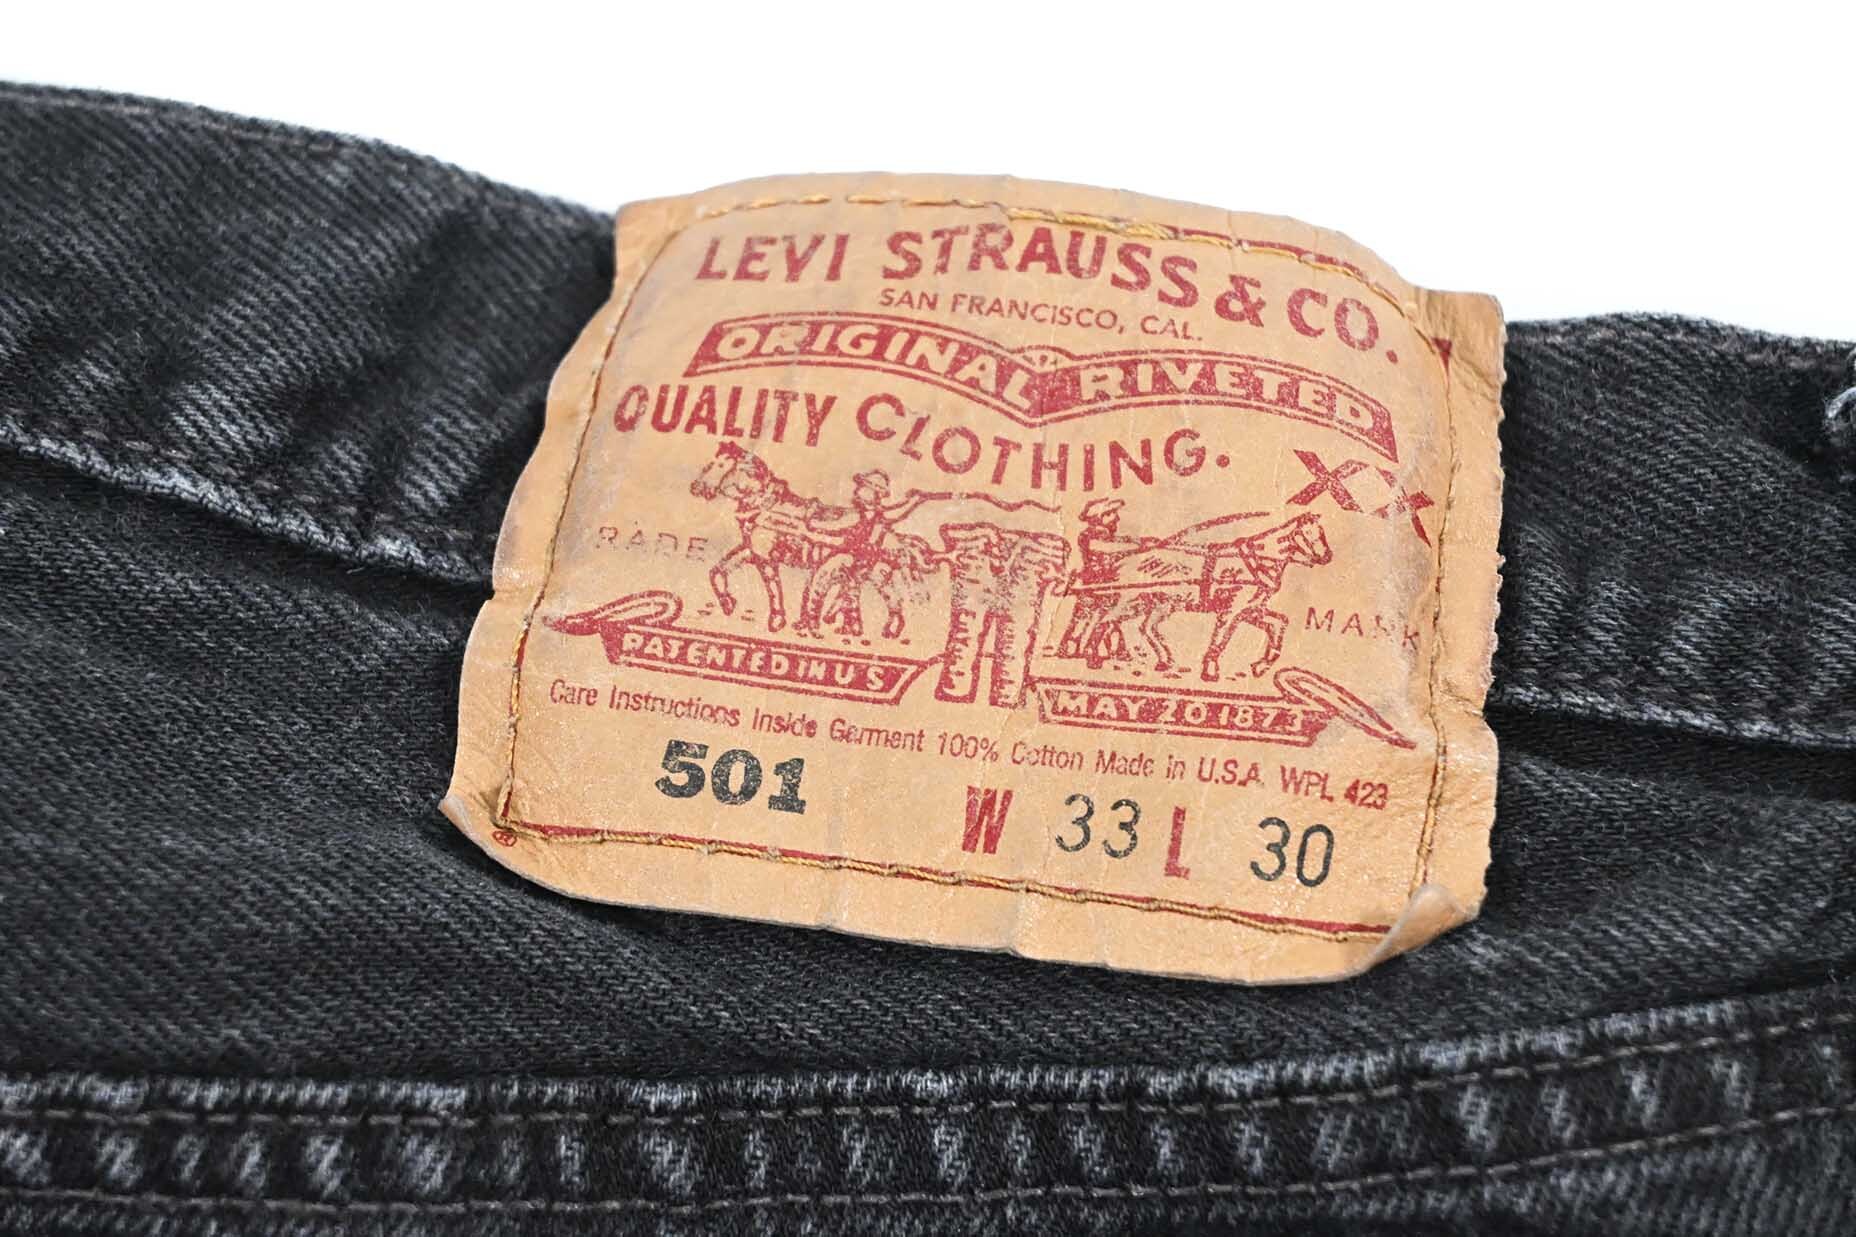 LEVI STRAUSS & CO.
SAN FRANCISCO, CAL.
ORIGINAL RIVETED
QUALITY CLOTHING.
XX
RADE MARK
PATENTED IN U S
MAY 20 1873
Care Instructions Inside Garment 100% Cotton Made in U.S.A. WPL 423
501 W 33 L 30
®